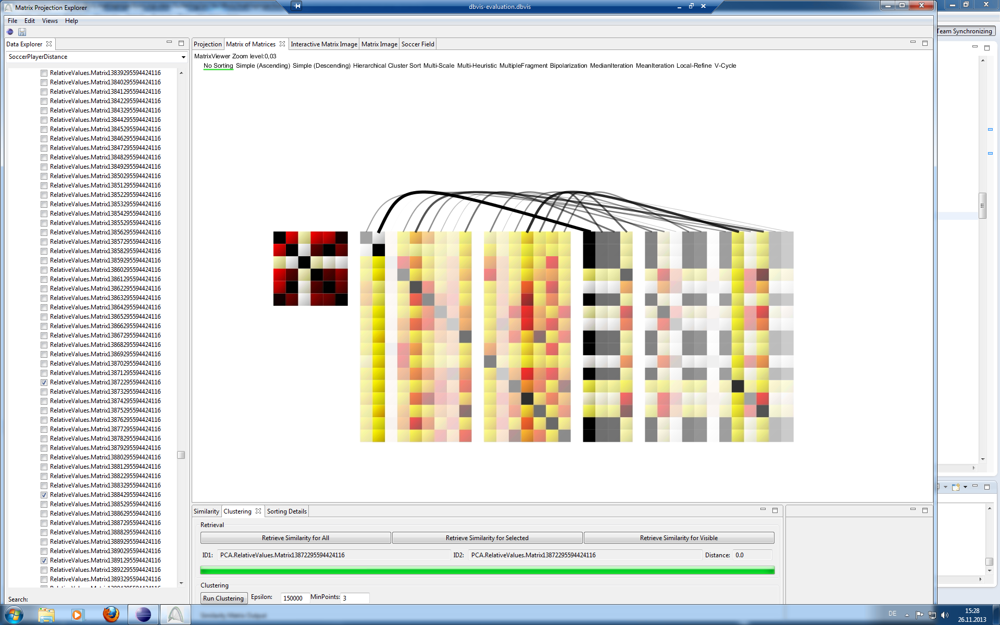 Matrix Projection Explorer
dbvis-evaluation.dbvis
File Edit Views Help
Team Synchronizing
Data Explorer
SoccerPlayerDistance
RelativeValues.Matrix13839295594424116
RelativeValues.Matrix13840295594424116
RelativeValues.Matrix13841295594424116
RelativeValues.Matrix13842295594424116
RelativeValues.Matrix13843295594424116
RelativeValues.Matrix13844295594424116
RelativeValues.Matrix13845295594424116
RelativeValues.Matrix13846295594424116
RelativeValues.Matrix13847295594424116
RelativeValues.Matrix13848295594424116
RelativeValues.Matrix13849295594424116
RelativeValues.Matrix13850295594424116
RelativeValues.Matrix13851295594424116
RelativeValues.Matrix13852295594424116
RelativeValues.Matrix13853295594424116
RelativeValues.Matrix13854295594424116
RelativeValues.Matrix13855295594424116
RelativeValues.Matrix13856295594424116
RelativeValues.Matrix13857295594424116
RelativeValues.Matrix13858295594424116
RelativeValues.Matrix13859295594424116
RelativeValues.Matrix13860295594424116
RelativeValues.Matrix13861295594424116
RelativeValues.Matrix13862295594424116
RelativeValues.Matrix13863295594424116
RelativeValues.Matrix13864295594424116
RelativeValues.Matrix13865295594424116
RelativeValues.Matrix13866295594424116
RelativeValues.Matrix13867295594424116
RelativeValues.Matrix13868295594424116
RelativeValues.Matrix13869295594424116
RelativeValues.Matrix13870295594424116
RelativeValues.Matrix13871295594424116
RelativeValues.Matrix13872295594424116
RelativeValues.Matrix13873295594424116
RelativeValues.Matrix13874295594424116
RelativeValues.Matrix13875295594424116
RelativeValues.Matrix13876295594424116
RelativeValues.Matrix13877295594424116
RelativeValues.Matrix13878295594424116
RelativeValues.Matrix13879295594424116
RelativeValues.Matrix13880295594424116
RelativeValues.Matrix13881295594424116
RelativeValues.Matrix13882295594424116
RelativeValues.Matrix13883295594424116
RelativeValues.Matrix13884295594424116
RelativeValues.Matrix13885295594424116
RelativeValues.Matrix13886295594424116
RelativeValues.Matrix13887295594424116
RelativeValues.Matrix13888295594424116
RelativeValues.Matrix13889295594424116
RelativeValues.Matrix13890295594424116
RelativeValues.Matrix13891295594424116
RelativeValues.Matrix13892295594424116
RelativeValues.Matrix13893295594424116
Search:
Projection Matrix of Matrices Interactive Matrix Image Matrix Image Soccer Field
MatrixViewer Zoom level:0,03
No Sorting Simple (Ascending) Simple (Descending) Hierarchical Cluster Sort Multi-Scale Multi-Heuristic MultipleFragment Bipolarization MedianIteration MeanIteration Local-Refine V-Cycle
Similarity Clustering Sorting Details
Retrieval
Retrieve Similarity for All Retrieve Similarity for Selected Retrieve Similarity for Visible
ID1: PCA.RelativeValues.Matrix13872295594424116 ID2: PCA.RelativeValues.Matrix13872295594424116 Distance: 0.0
Clustering
Run Clustering Epsilon: 150000 MinPoints: 3
DE
15:28
26.11.2013